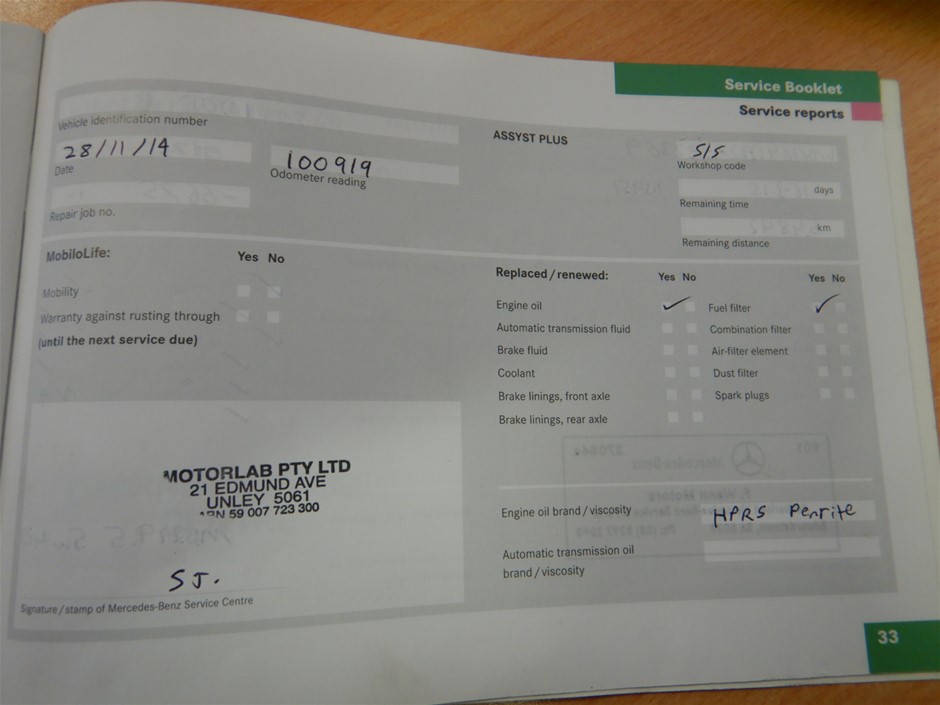 Service Booklet
Service reports
Vehicle identification number
28/11/14
Date
100919
Odometer reading
Repair job no.
ASSYST PLUS
S/S
Workshop code
days
Remaining time
km
Remaining distance
MobiloLife:
Yes No
Mobility
Warranty against rusting through
(until the next service due)
Replaced / renewed:
Yes No
Yes No
Engine oil
Fuel filter
Automatic transmission fluid
Combination filter
Brake fluid
Air-filter element
Coolant
Dust filter
Brake linings, front axle
Spark plugs
Brake linings, rear axle
MOTORLAB PTY LTD
21 EDMUND AVE
UNLEY 5061
ABN 59 007 723 300
SJ.
Signature / stamp of Mercedes-Benz Service Centre
Engine oil brand / viscosity
HPR5 Penrite
Automatic transmission oil
brand / viscosity
33